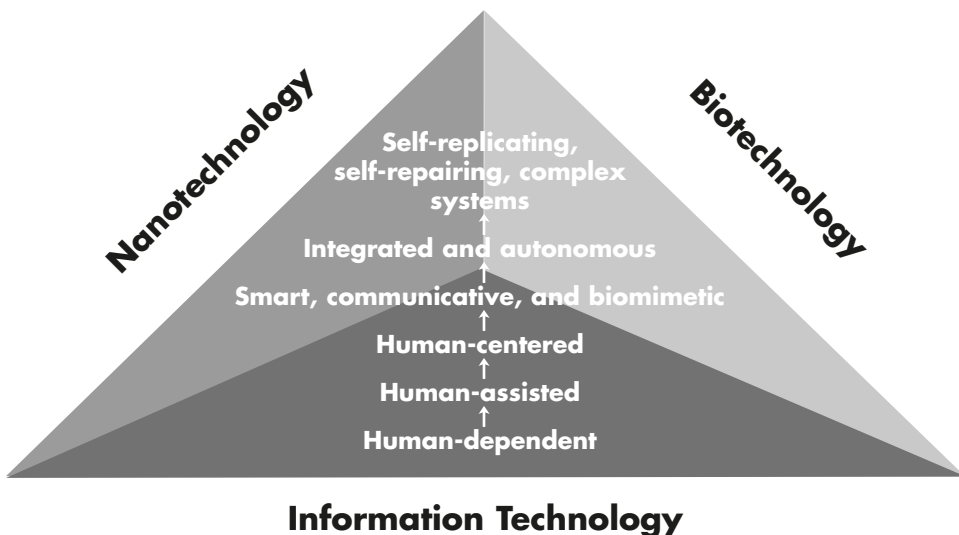 Nanotechnology
Biotechnology
Self-replicating,
self-repairing, complex
systems
Integrated and autonomous
Smart, communicative, and biomimetic
Human-centered
Human-assisted
Human-dependent
Information Technology